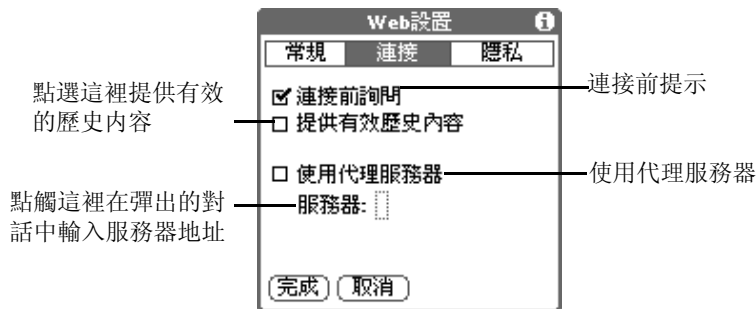 Web設置
常規 連接 隱私
點選這裡提供有效
的歷史內容
連接前詢問
提供有效歷史內容
連接前提示
使用代理服務器
使用代理服務器
點觸這裡在彈出的對
話中輸入服務器地址
服務器:
完成 取消